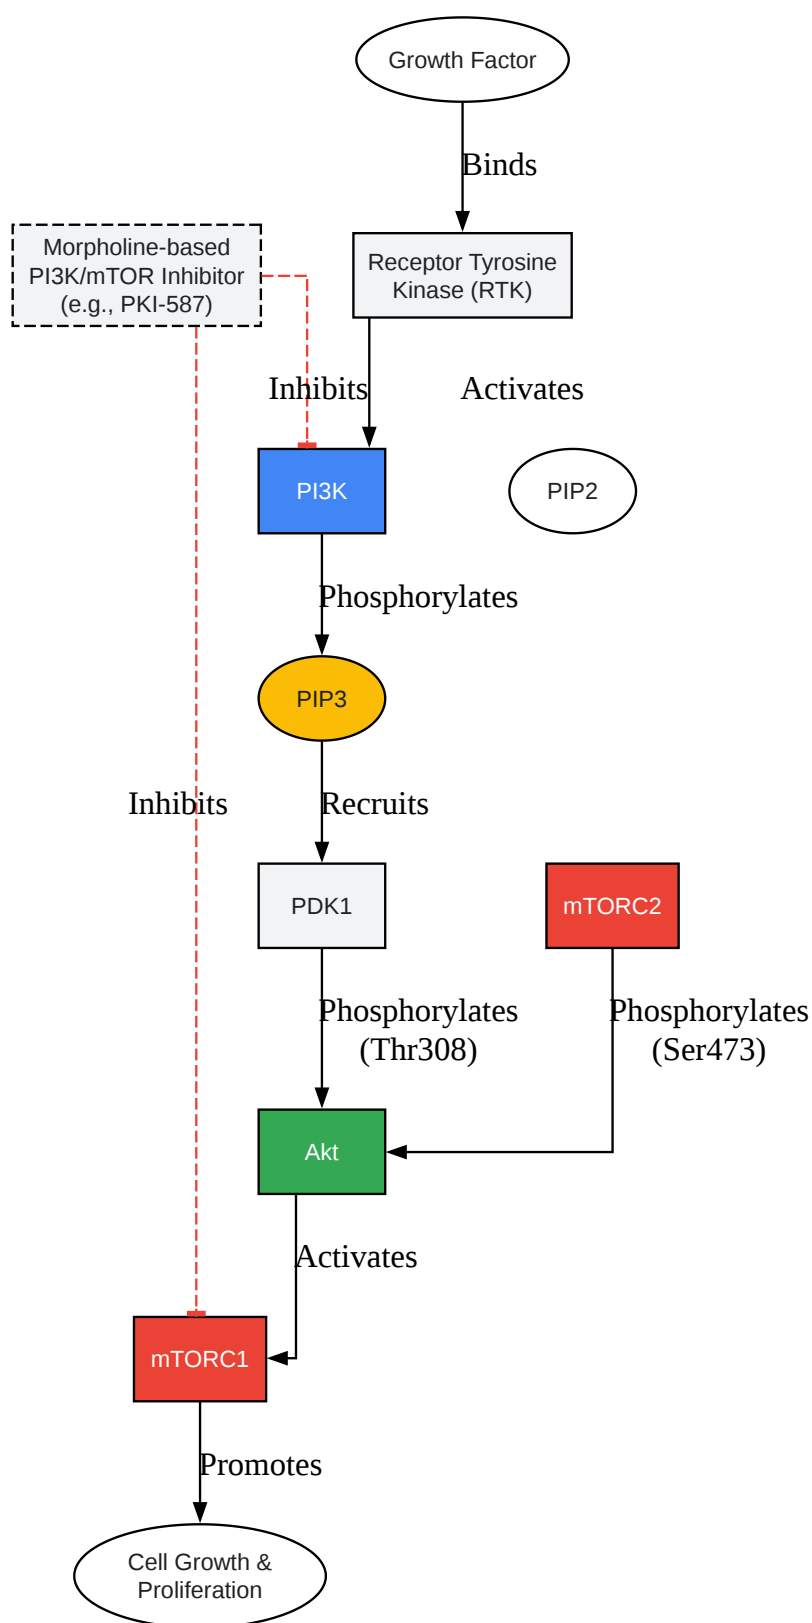 Growth Factor
Binds
Morpholine-based
PI3K/mTOR Inhibitor
(e.g., PKI-587)
Receptor Tyrosine
Kinase (RTK)
Inhibits
Activates
PI3K
PIP2
Phosphorylates
PIP3
Inhibits
Recruits
PDK1
mTORC2
Phosphorylates
(Thr308)
Phosphorylates
(Ser473)
Akt
Activates
mTORC1
Promotes
Cell Growth &
Proliferation